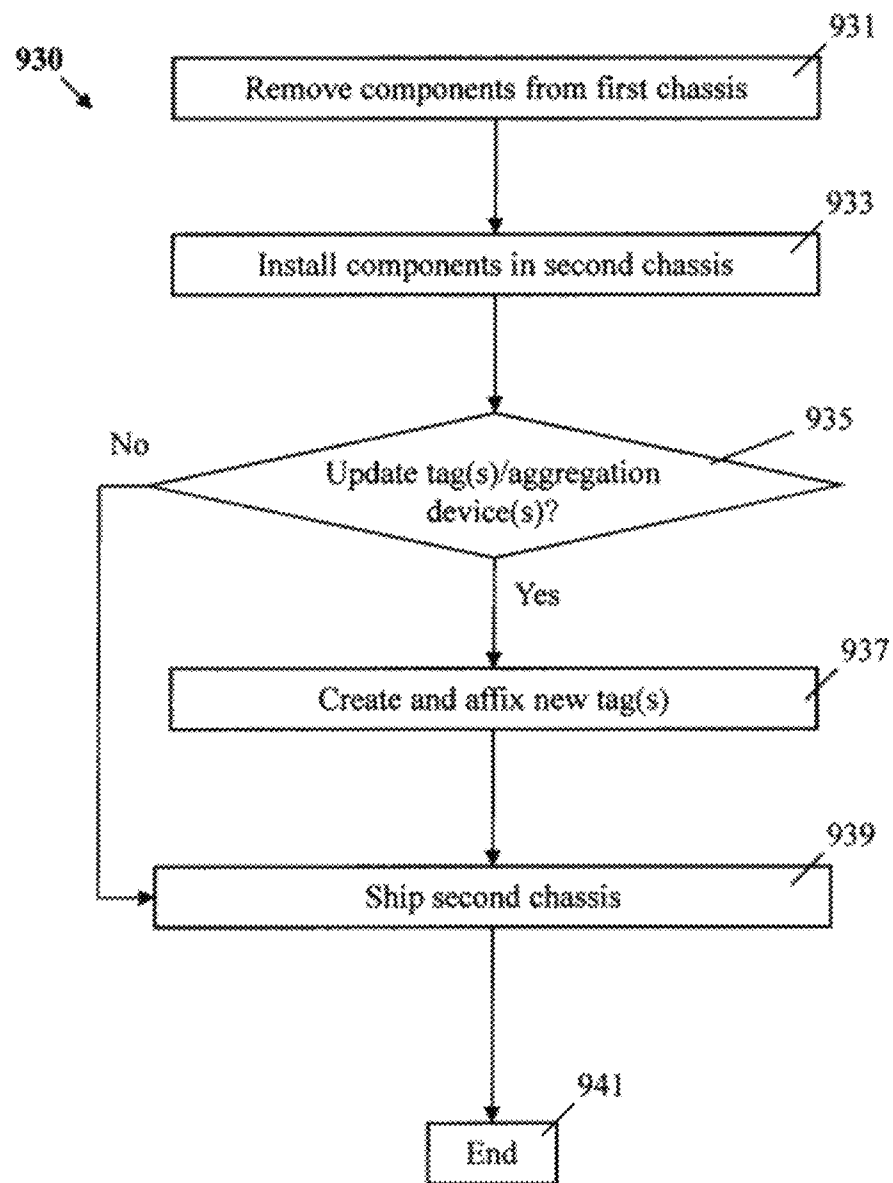 930
931
Remove components from first chassis
933
Install components in second chassis
935
No
Update tag(s)/aggregation
device(s)?
Yes
937
Create and affix new tag(s)
939
Ship second chassis
941
End